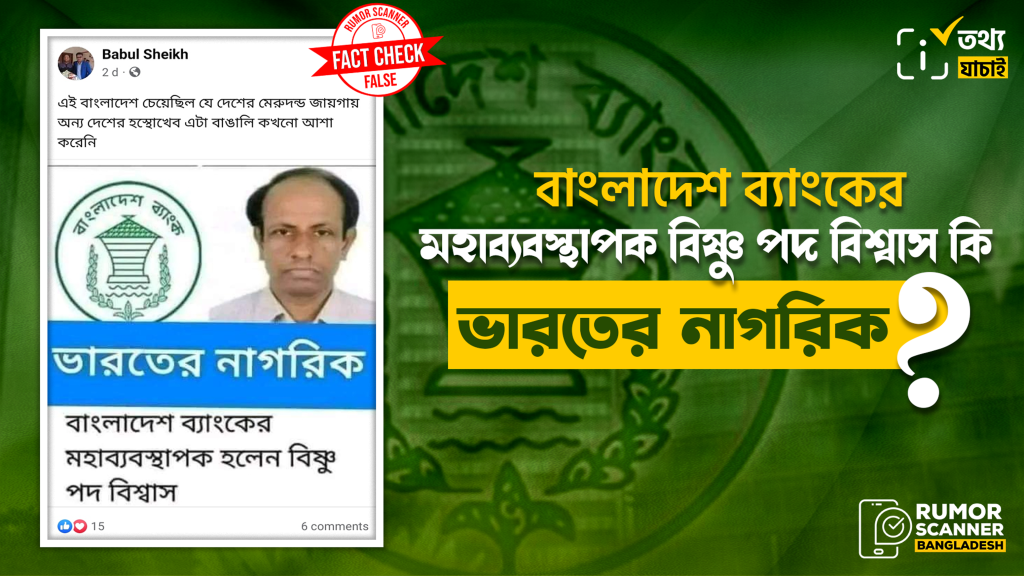 Babul Sheikh
2 d
এই বাংলাদেশ চেয়েছিল যে দেশের মেরুদন্ড জায়গায়
অন্য দেশের হস্থোখেব এটা বাঙালি কখনো আশা
করেনি
বাংলাদেশ ব্যাংক
ভারতের নাগরিক
বাংলাদেশ ব্যাংকের
মহাব্যবস্থাপক হলেন বিষ্ণু
পদ বিশ্বাস
15
6 comments
RUMOR SCANNER
FACT CHECK
FALSE
তথ্য
যাচাই
বাংলাদেশ ব্যাংকের
মহাব্যবস্থাপক বিষ্ণু পদ বিশ্বাস কি
ভারতের নাগরিক?
RUMOR
SCANNER
BANGLADESH